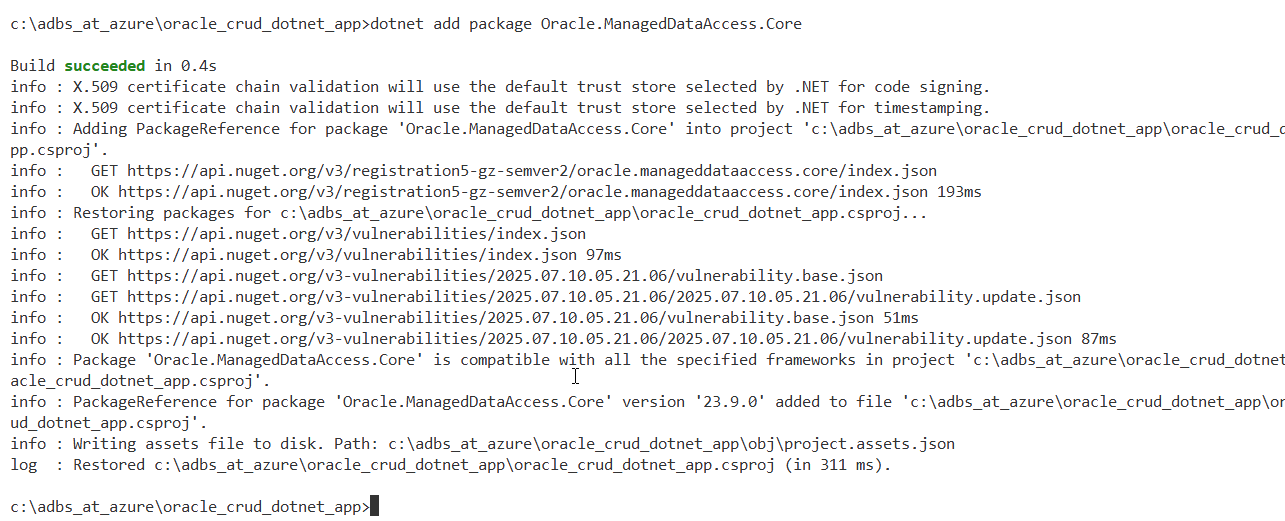 c:\adbs_at_azure\oracle_crud_dotnet_app>dotnet add package Oracle.ManagedDataAccess.Core
Build succeeded in 0.4s
info : X.509 certificate chain validation will use the default trust store selected by .NET for code signing.
info : X.509 certificate chain validation will use the default trust store selected by .NET for timestamping.
info : Adding PackageReference for package 'Oracle.ManagedDataAccess.Core' into project 'c:\adbs_at_azure\oracle_crud_dotnet_app\oracle_crud_d
pp.csproj'.
info :   GET https://api.nuget.org/v3/registration5-gz-semver2/oracle.manageddataaccess.core/index.json
info :   OK https://api.nuget.org/v3/registration5-gz-semver2/oracle.manageddataaccess.core/index.json 193ms
info : Restoring packages for c:\adbs_at_azure\oracle_crud_dotnet_app\oracle_crud_dotnet_app.csproj...
info :   GET https://api.nuget.org/v3/vulnerabilities/index.json
info :   OK https://api.nuget.org/v3/vulnerabilities/index.json 97ms
info :   GET https://api.nuget.org/v3-vulnerabilities/2025.07.10.05.21.06/vulnerability.base.json
info :   GET https://api.nuget.org/v3-vulnerabilities/2025.07.10.05.21.06/2025.07.10.05.21.06/vulnerability.update.json
info :   OK https://api.nuget.org/v3-vulnerabilities/2025.07.10.05.21.06/vulnerability.base.json 51ms
info :   OK https://api.nuget.org/v3-vulnerabilities/2025.07.10.05.21.06/2025.07.10.05.21.06/vulnerability.update.json 87ms
info : Package 'Oracle.ManagedDataAccess.Core' is compatible with all the specified frameworks in project 'c:\adbs_at_azure\oracle_crud_dotnet
acle_crud_dotnet_app.csproj'.
info : PackageReference for package 'Oracle.ManagedDataAccess.Core' version '23.9.0' added to file 'c:\adbs_at_azure\oracle_crud_dotnet_app\or
ud_dotnet_app.csproj'.
info : Writing assets file to disk. Path: c:\adbs_at_azure\oracle_crud_dotnet_app\obj\project.assets.json
log  : Restored c:\adbs_at_azure\oracle_crud_dotnet_app\oracle_crud_dotnet_app.csproj (in 311 ms).
c:\adbs_at_azure\oracle_crud_dotnet_app>